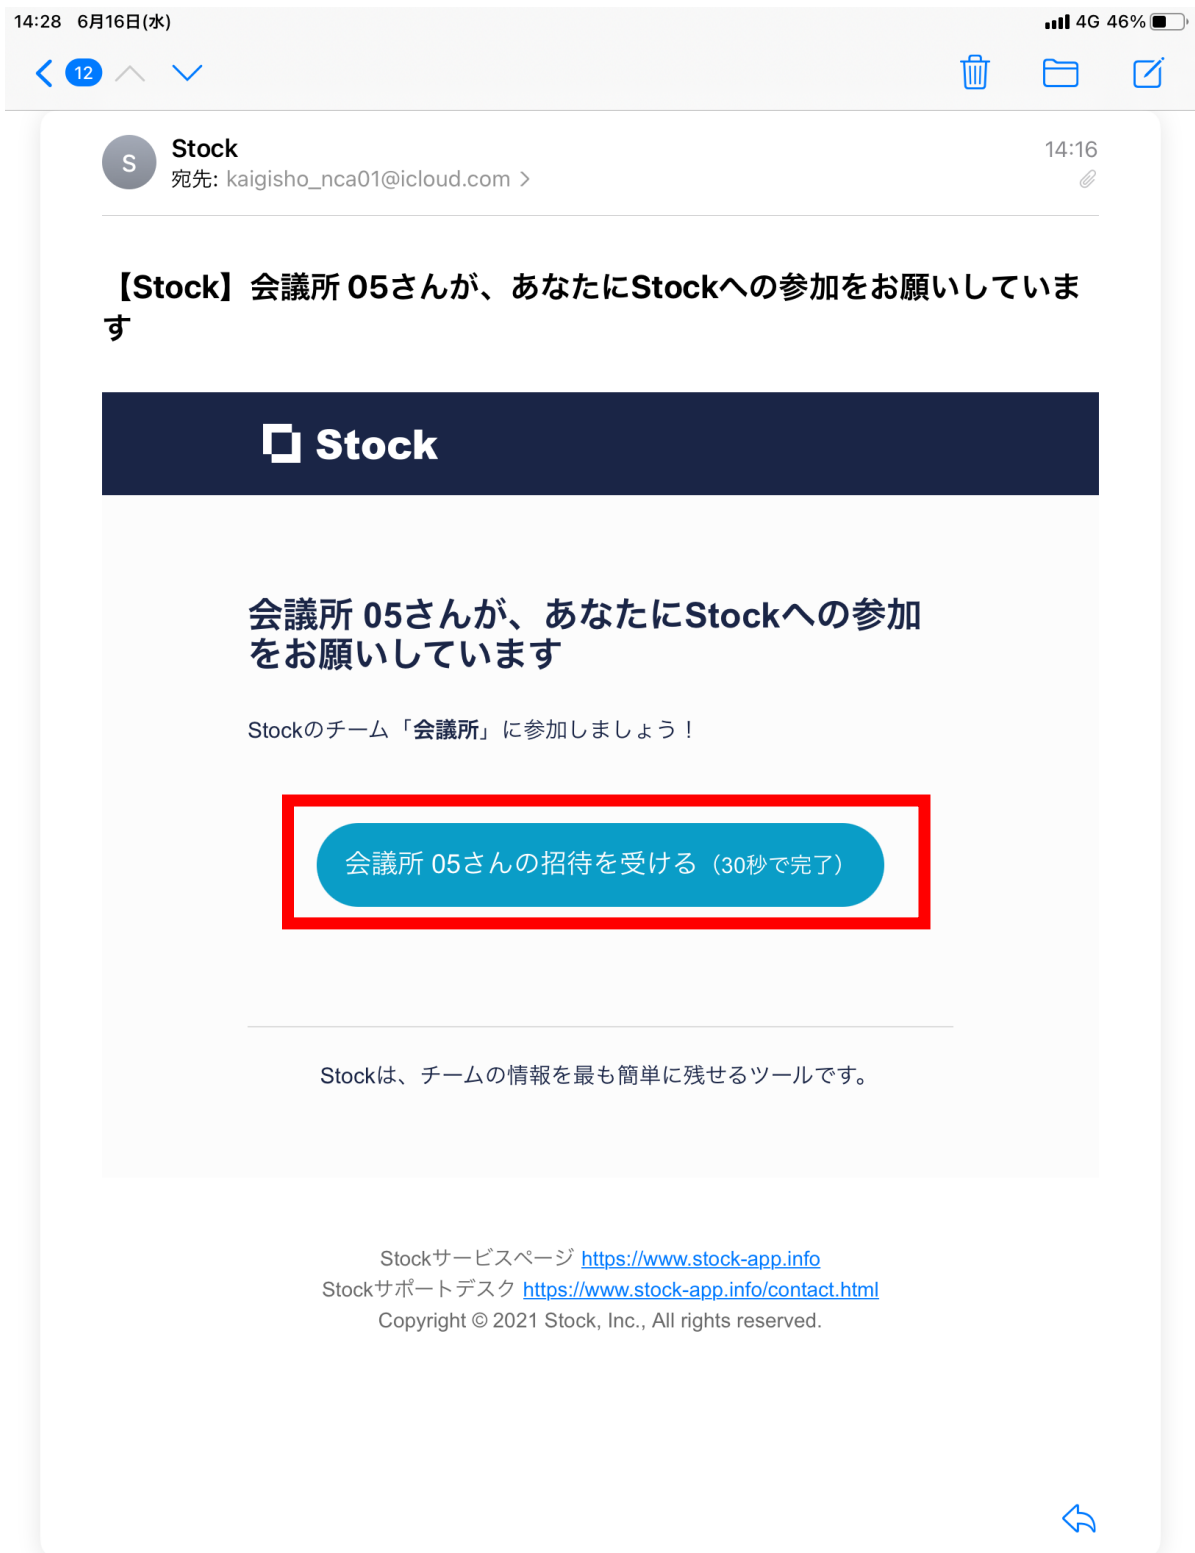 14:28 6月16日(水)
4G 46%
12
S
Stock
14:16
宛先: kaigisho_nca01@icloud.com >
【Stock】会議所 05さんが、あなたにStockへの参加をお願いしていま
す
Stock
会議所 05さんが、あなたにStockへの参加
をお願いしています
Stockのチーム「会議所」に参加しましょう！
会議所 05さんの招待を受ける（30秒で完了）
Stockは、チームの情報を最も簡単に残せるツールです。
Stockサービスページ https://www.stock-app.info
Stockサポートデスク https://www.stock-app.info/contact.html
Copyright © 2021 Stock, Inc., All rights reserved.